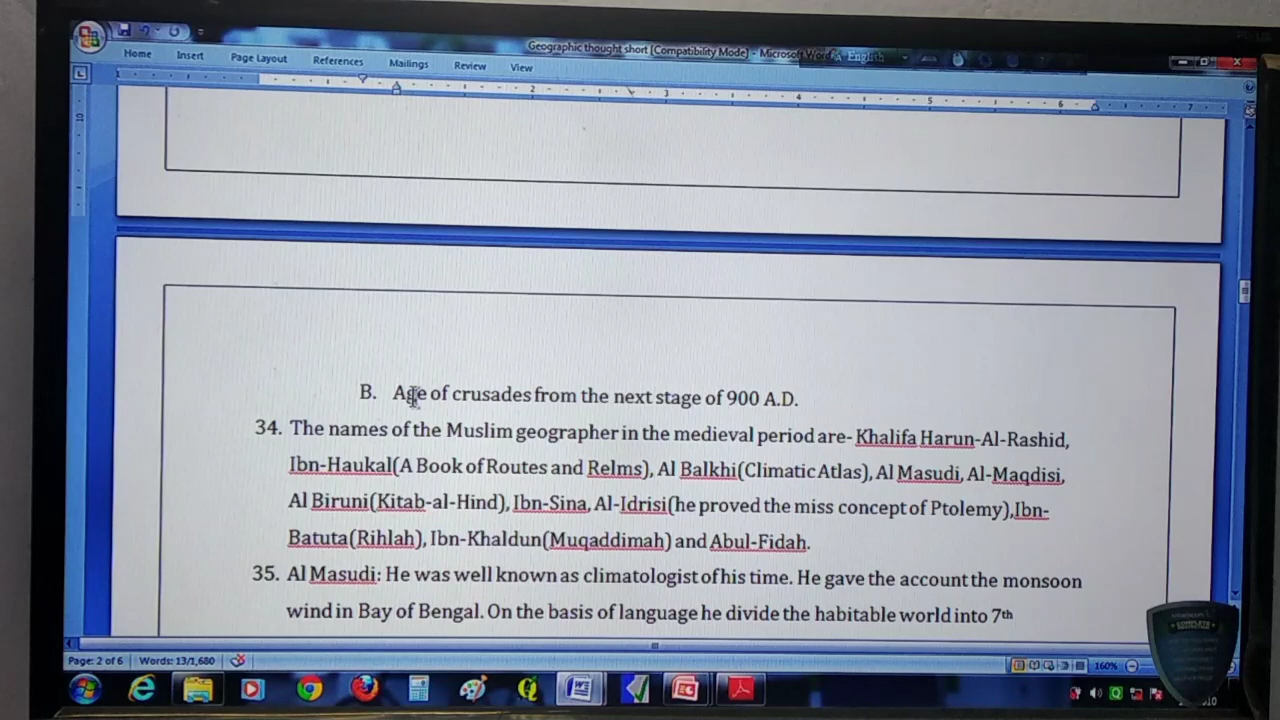 Geographic thought short [Compatibility Mode] - Microsoft Word
English
Home Insert Page Layout References Mailings Review View
B. Age of crusades from the next stage of 900 A.D.
34. The names of the Muslim geographer in the medieval period are- Khalifa Harun-Al-Rashid,
Ibn-Haukal(A Book of Routes and Relms), Al Balkhi(Climatic Atlas), Al Masudi, Al-Maqdisi,
Al Biruni(Kitab-al-Hind), Ibn-Sina, Al-Idrisi(he proved the miss concept of Ptolemy),Ibn-
Batuta(Rihlah), Ibn-Khaldun(Muqaddimah) and Abul-Fidah.
35. Al Masudi: He was well known as climatologist of his time. He gave the account the monsoon
wind in Bay of Bengal. On the basis of language he divide the habitable world into 7th
Page: 2 of 6 Words: 13/1,680 160%